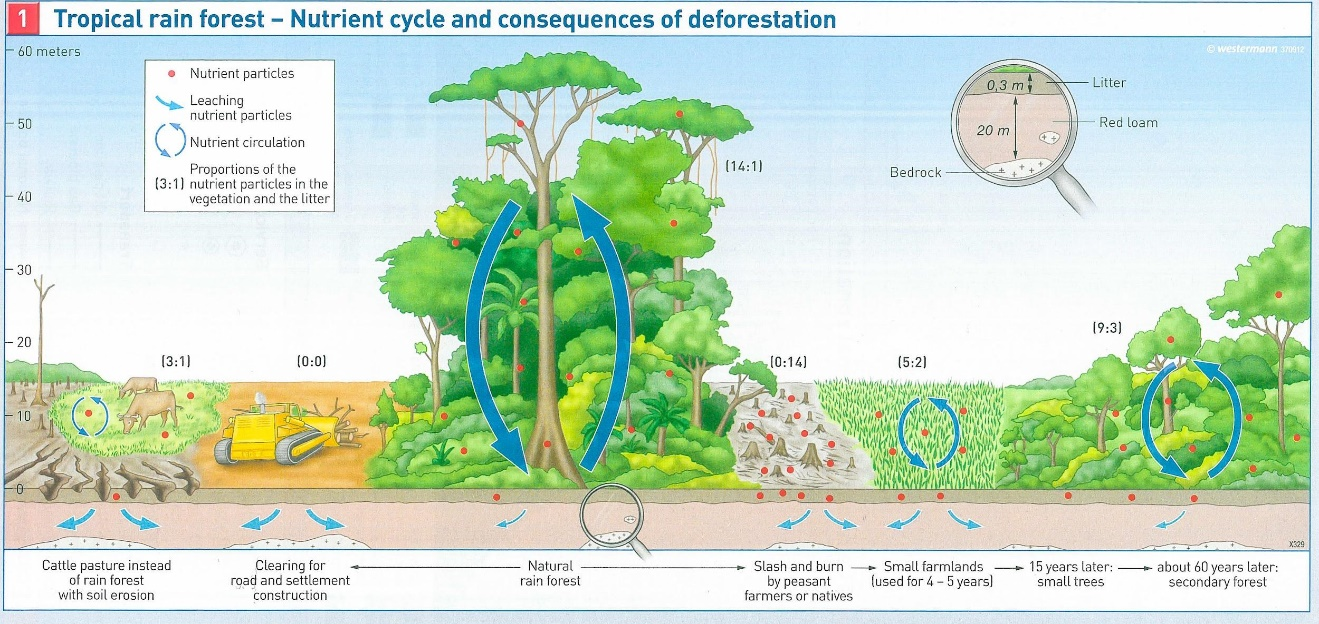 1 Tropical rain forest – Nutrient cycle and consequences of deforestation
60 meters
50
40
30
20
10
0
Nutrient particles
Leaching
nutrient particles
Nutrient circulation
Proportions of the
(3:1) nutrient particles in the
vegetation and the litter
© westermann
0,3 m
Litter
20 m
Red loam
Bedrock
(3:1)
(0:0)
(14:1)
(0:14)
(5:2)
(9:3)
X329
Cattle pasture instead
of rain forest
with soil erosion
Clearing for
road and settlement
construction
Natural
rain forest
Slash and burn
by peasant
farmers or natives
Small farmlands
(used for 4 – 5 years)
15 years later:
small trees
about 60 years later:
secondary forest